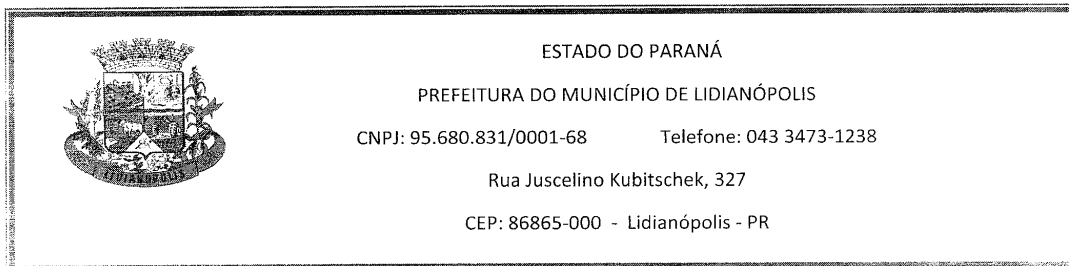 ESTADO DO PARANÁ
PREFEITURA DO MUNICÍPIO DE LIDIANÓPOLIS
CNPJ: 95.680.831/0001-68 Telefone: 043 3473-1238
Rua Juscelino Kubitschek, 327
CEP: 86865-000 - Lidianópolis - PR
LIDIANÓPOLIS